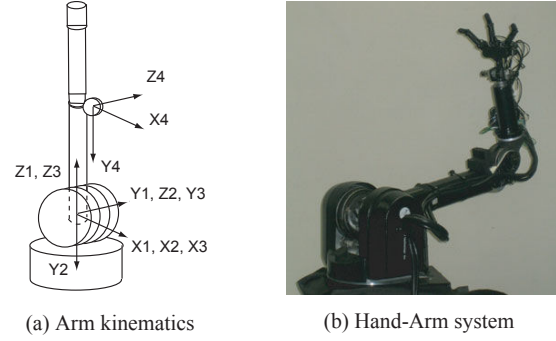 Z4
X4
Y4
Z1, Z3
Y1, Z2, Y3
X1, X2, X3
Y2
(a) Arm kinematics
(b) Hand-Arm system